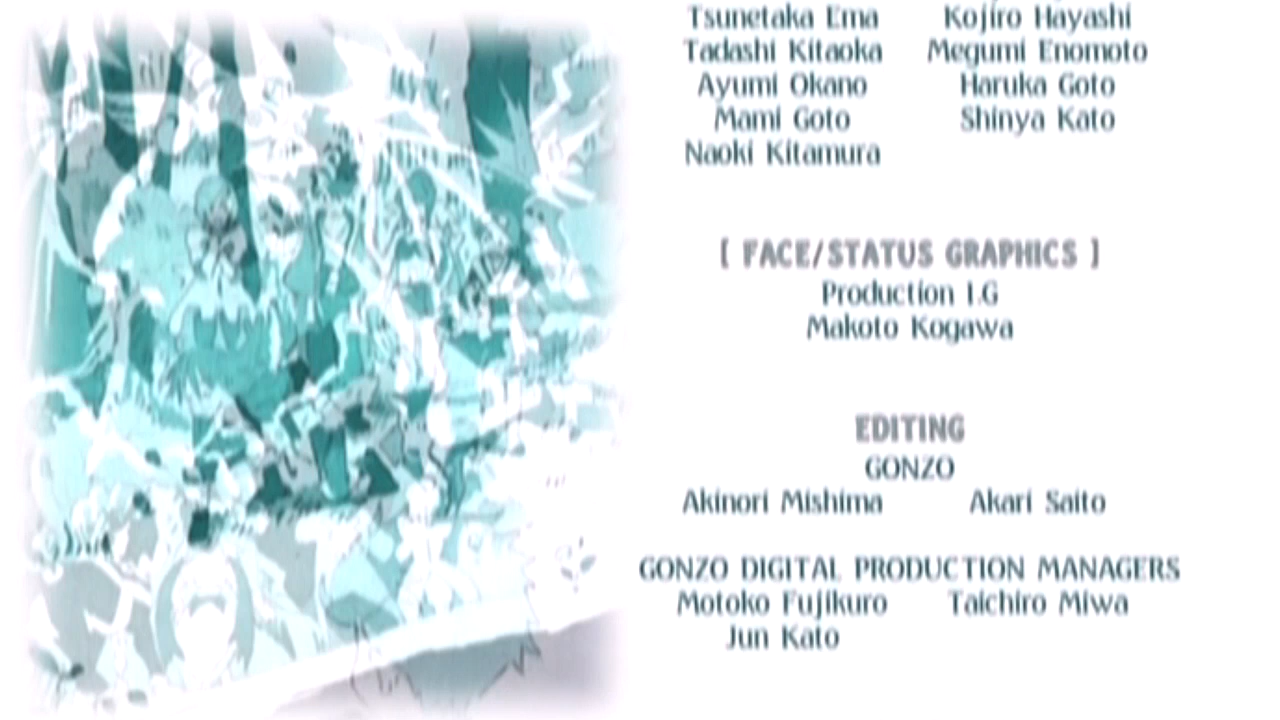 Tsunetaka Ema Kojiro Hayashi
Tadashi Kitaoka Megumi Enomoto
Ayumi Okano Haruka Goto
Mami Goto Shinya Kato
Naoki Kitamura
[ FACE/STATUS GRAPHICS ]
Production I.G
Makoto Kogawa
EDITING
GONZO
Akinori Mishima Akari Saito
GONZO DIGITAL PRODUCTION MANAGERS
Motoko Fujikuro Taichiro Miwa
Jun Kato